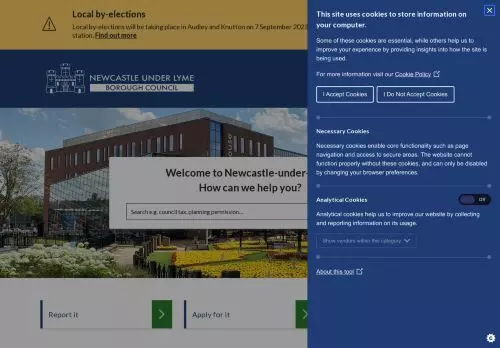 Local by-elections
Local by-elections will be taking place in Audley and Knutton on 7 September 2023
station. Find out more
NEWCASTLE UNDER LYME
BOROUGH COUNCIL
Welcome to Newcastle-under-
How can we help you?
Search e.g. council tax, planning permission...
Report it
Apply for it
This site uses cookies to store information on
your computer.
Some of these cookies are essential, while others help us to
improve your experience by providing insights into how the site is
being used.
For more information visit our Cookie Policy
I Accept Cookies
I Do Not Accept Cookies
Necessary Cookies
Necessary cookies enable core functionality such as page
navigation and access to secure areas. The website cannot
function properly without these cookies, and can only be disabled
by changing your browser preferences.
Analytical Cookies
Off
Analytical cookies help us to improve our website by collecting
and reporting information on its usage.
Show vendors within this category
About this tool